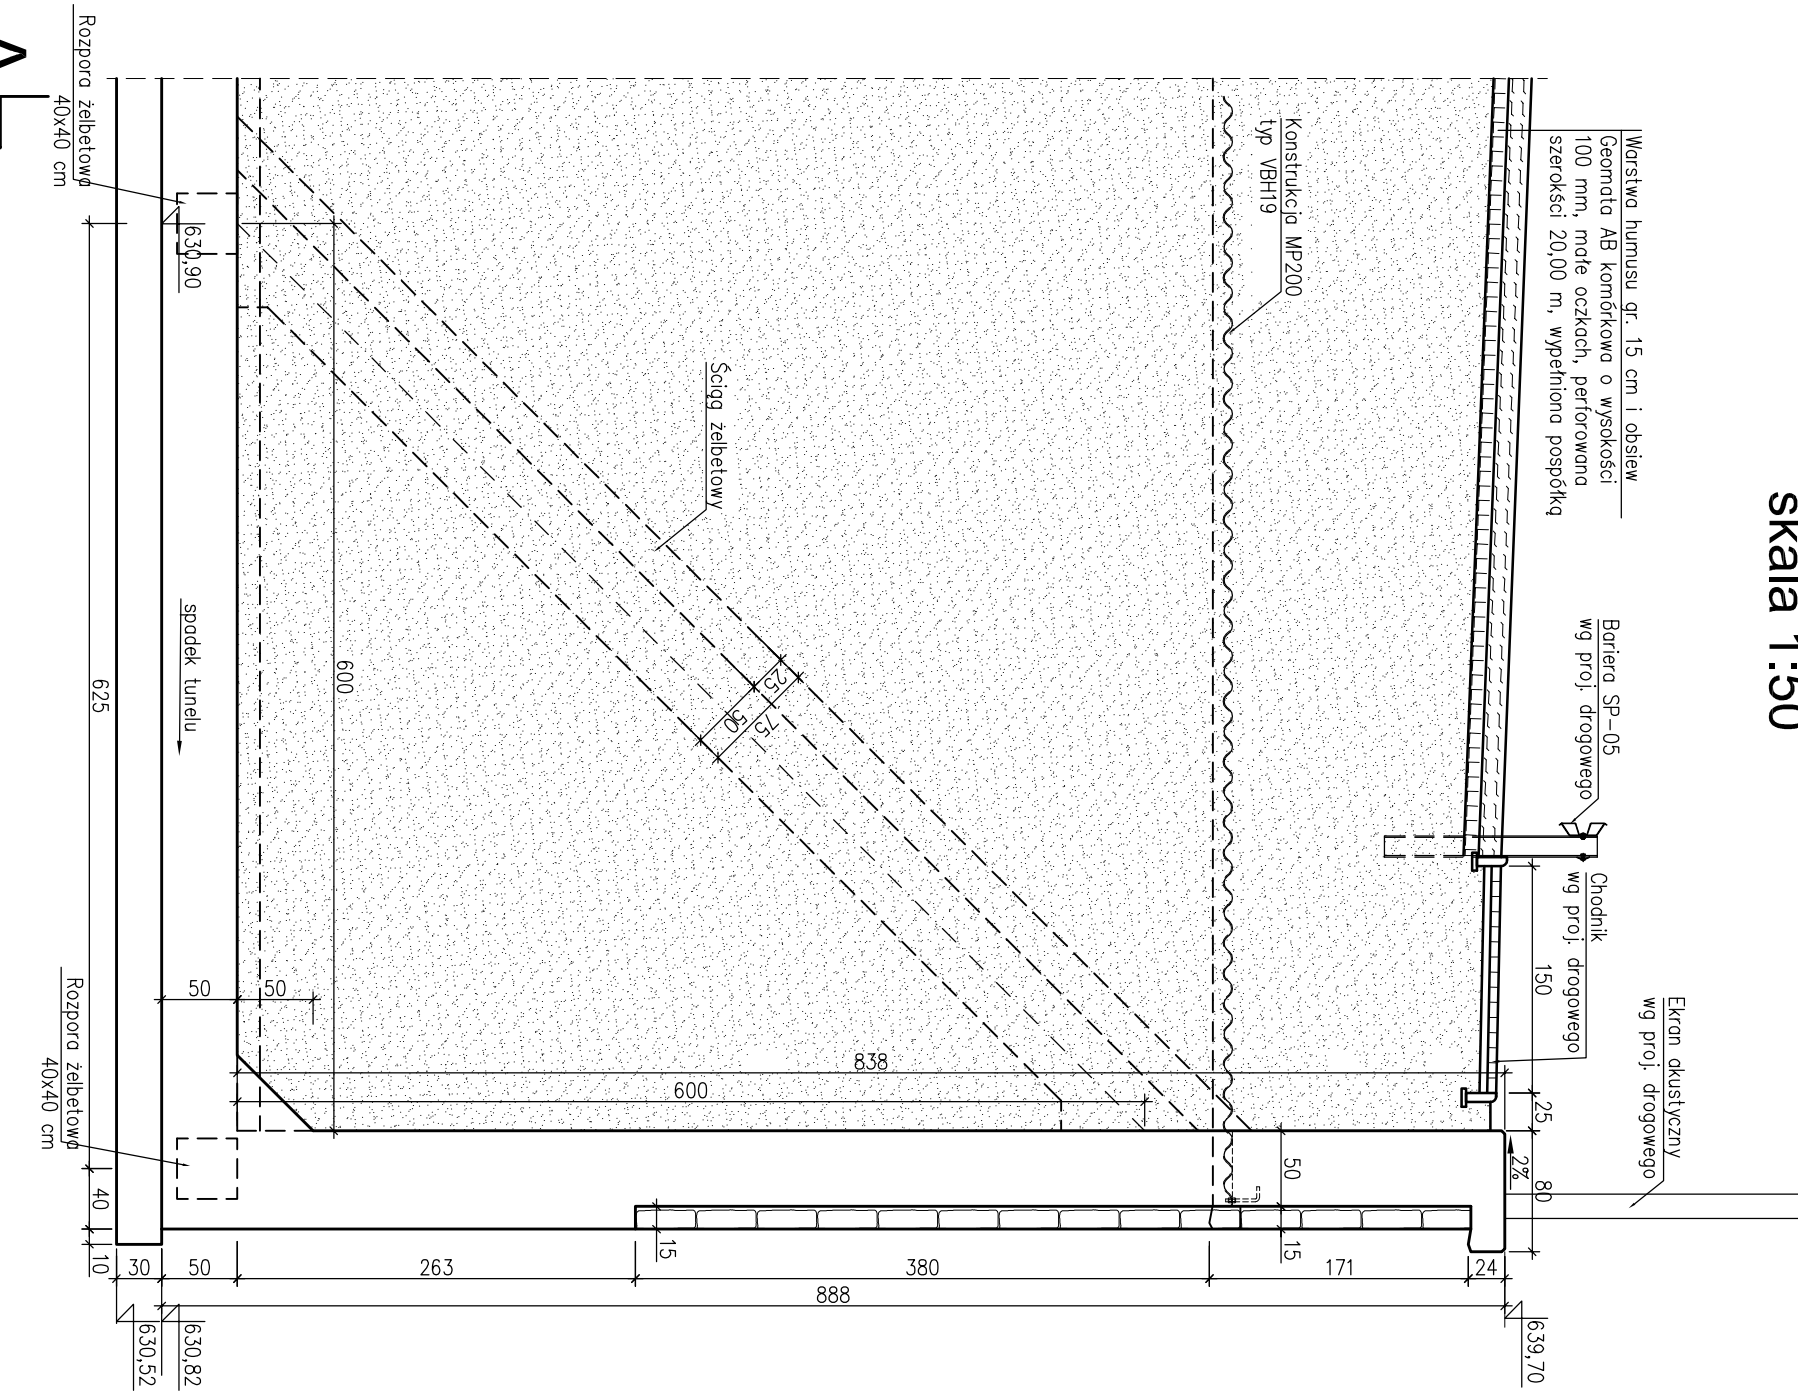 skala 1:50
Warstwa humusu gr. 15 cm i obsiew
Geomata AB komórkowa o wysokości
100 mm, małe oczkach, perforowana
szerokści 20,00 m, wypełniona pospółką
Bariera SP-05
wg proj. drogowego
Chodnik
wg proj. drogowego
Ekran akustyczny
wg proj. drogowego
150
25
80
2%
Konstrukcja MP200
typ VBH19
50
15
Ściąg żelbetowy
25
50
75
838
600
600
15
50
50
Rozpora żelbetowa
40x40 cm
630,90
spadek tunelu
625
40
10
Rozpora żelbetowa
40x40 cm
30
50
263
380
171
24
888
639,70
630,82
630,52
A